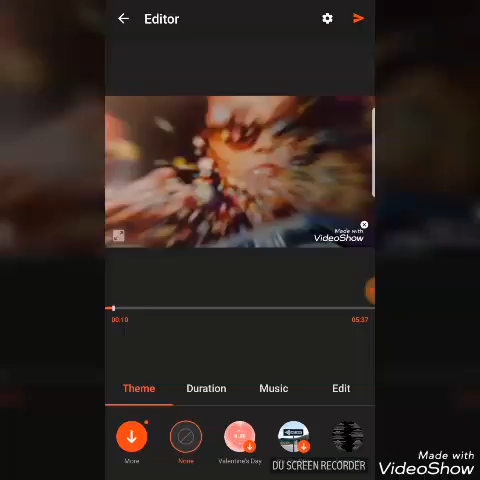 Editor
Made with
VideoShow
00:10
05:37
Theme
Duration
Music
Edit
More
None
Valentine's Day
DU SCREEN RECORDER
Made with
VideoShow